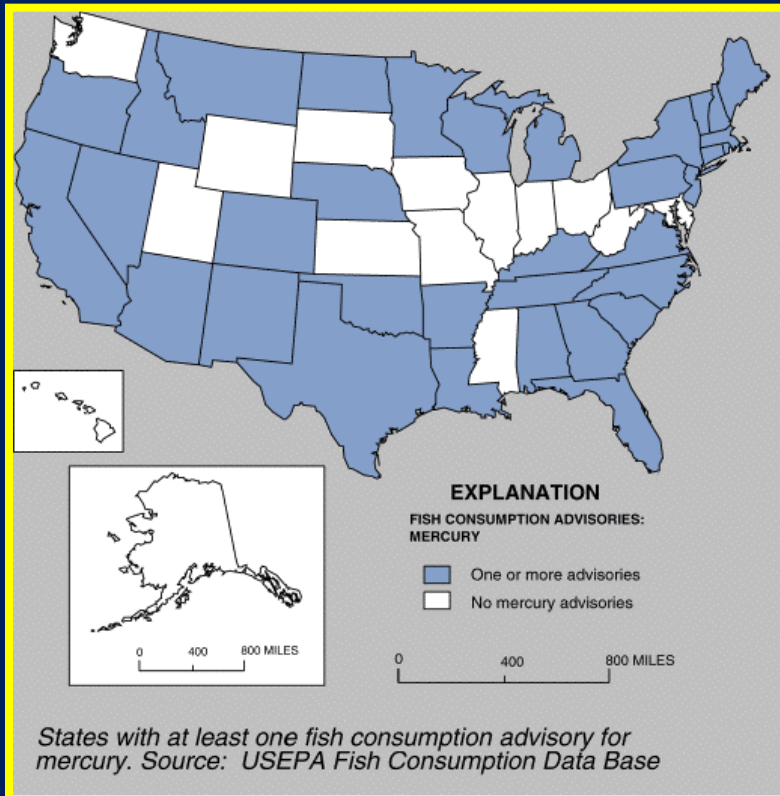 EXPLANATION
FISH CONSUMPTION ADVISORIES:
MERCURY
One or more advisories
No mercury advisories
0 400 800 MILES
0 400 800 MILES
States with at least one fish consumption advisory for
mercury. Source: USEPA Fish Consumption Data Base